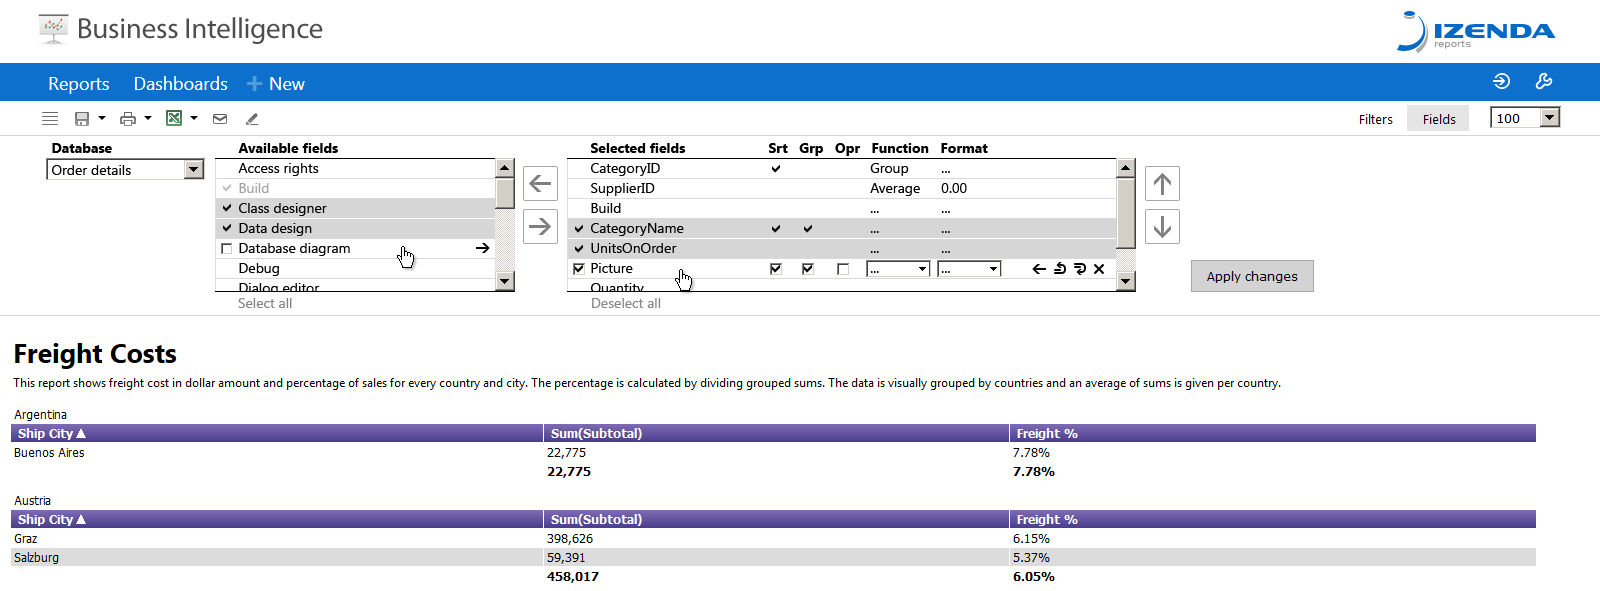 Business Intelligence
IZENDA
reports
Reports Dashboards New
Filters Fields 100
Database Available fields Selected fields Srt Grp Opr Function Format
Order details Access rights CategoryID Group ...
Build SupplierID Average 0.00
Class designer Build ... ...
Data design CategoryName ... ...
Database diagram UnitsOnOrder ... ...
Debug Picture ... ...
Dialog editor Quantity
Apply changes
Select all Deselect all
Freight Costs
This report shows freight cost in dollar amount and percentage of sales for every country and city. The percentage is calculated by dividing grouped sums. The data is visually grouped by countries and an average of sums is given per country.
Argentina
Ship City Sum(Subtotal) Freight %
Buenos Aires 22,775 7.78%
22,775 7.78%
Austria
Ship City Sum(Subtotal) Freight %
Graz 398,626 6.15%
Salzburg 59,391 5.37%
458,017 6.05%